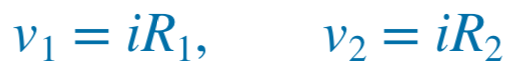 v₁ = iR₁, v₂ = iR₂